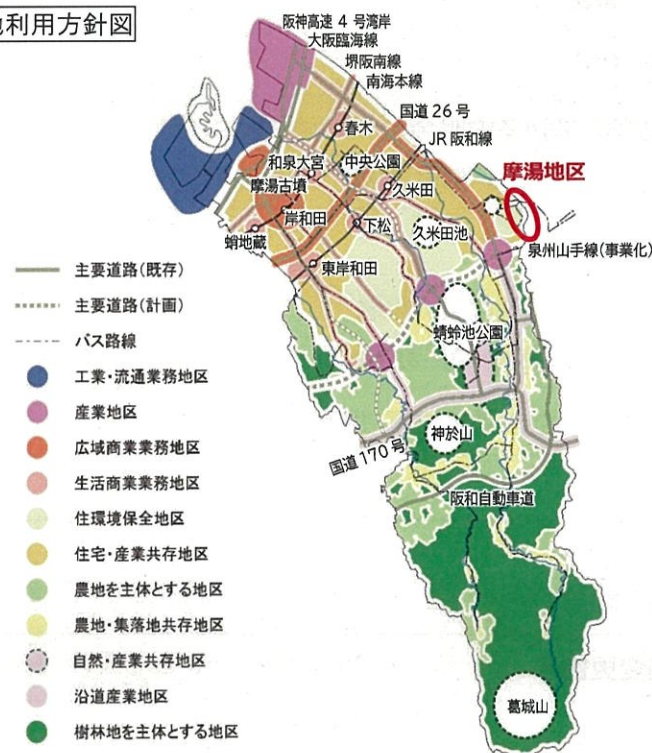 地利用方針図
阪神高速 4 号湾岸
大阪臨海線
堺阪南線
南海本線
国道 26 号
JR 阪和線
春木
和泉大宮
中央公園
摩湯古墳
久米田
摩湯地区
岸和田
下松
久米田池
蛸地蔵
泉州山手線(事業化)
東岸和田
蜻蛉池公園
神於山
国道 170 号
阪和自動車道
葛城山
主要道路(既存)
主要道路(計画)
バス路線
工業・流通業務地区
産業地区
広域商業業務地区
生活商業業務地区
住環境保全地区
住宅・産業共存地区
農地を主体とする地区
農地・集落地共存地区
自然・産業共存地区
沿道産業地区
樹林地を主体とする地区